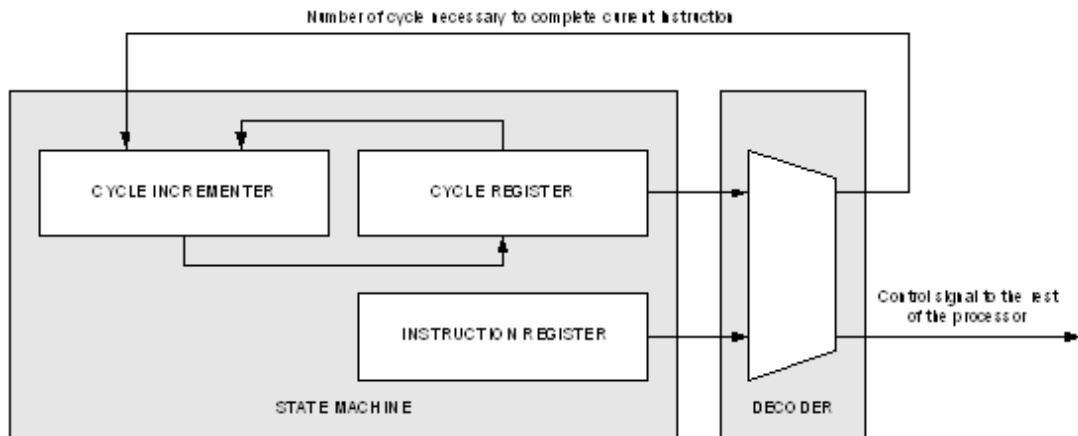 Number of cycle necessary to complete current instruction
CYCLE INCREMENTER
CYCLE REGISTER
INSTRUCTION REGISTER
Control signal to the rest
of the processor
STATE MACHINE
DECODER